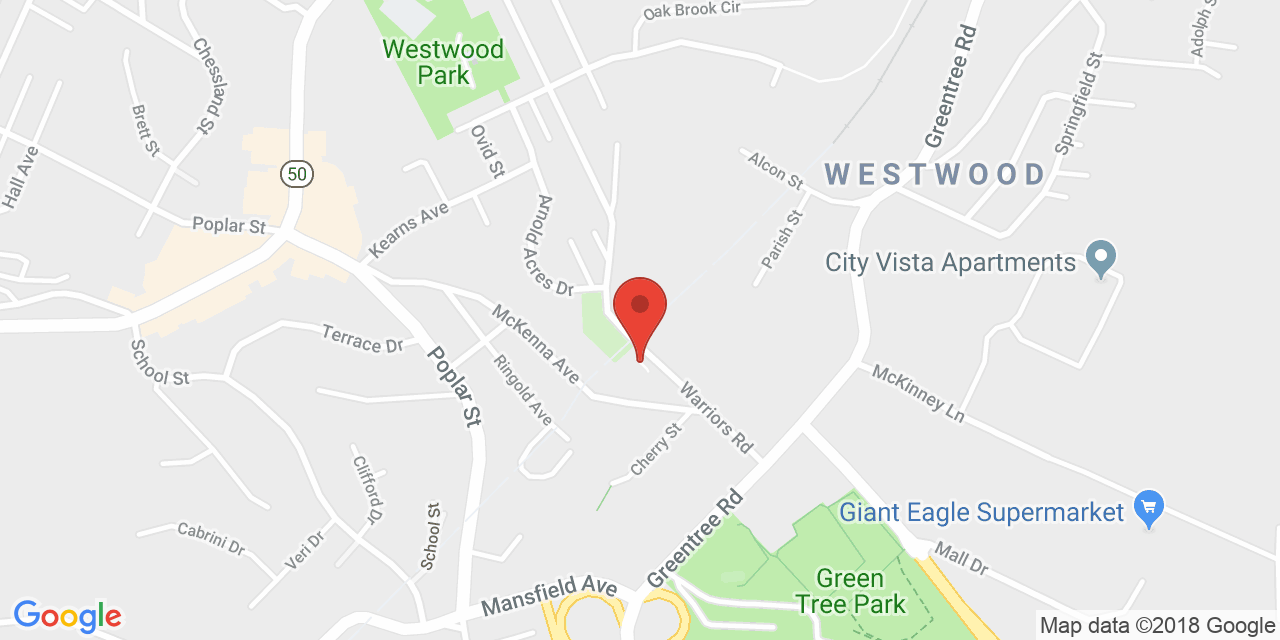 Oak Brook Cir
Adolph S
Westwood
Park
Chessland St
Greentree Rd
Springfield St
Brett St
Ovid St
Hall Ave
50
Alcon St
WESTWOOD
Poplar St
Kearns Ave
Arnold Acres Dr
Parish St
City Vista Apartments
School St
Terrace Dr
McKenna Ave
Poplar St
Ringold Ave
Warriors Rd
McKinney Ln
Cherry St
Clifford Dr
Cabrini Dr
Veri Dr
School St
Greentree Rd
Giant Eagle Supermarket
Mall Dr
Mansfield Ave
Green
Tree Park
Google
Map data ©2018 Google